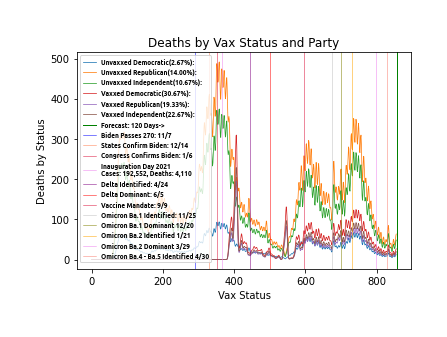 Deaths by Vax Status and Party
Deaths by Status
500
400
300
200
100
0
Unvaxxed Democratic(2.67%):
Unvaxxed Republican(14.00%):
Unvaxxed Independent(10.67%):
Vaxxed Democratic(30.67%):
Vaxxed Republican(19.33%):
Vaxxed Independent(22.67%):
Forecast: 120 Days->
Biden Passes 270: 11/7
States Confirm Biden: 12/14
Congress Confirms Biden: 1/6
Inauguration Day 2021
Cases: 192,552, Deaths: 4,110
Delta Identified: 4/24
Delta Dominant: 6/5
Vaccine Mandate: 9/9
Omicron Ba.1 Identified: 11/25
Omicron Ba.1 Dominant 12/20
Omicron Ba.2 Identified 1/21
Omicron Ba.2 Dominant 3/29
Omicron Ba.4 - Ba.5 Identified 4/30
0
200
400
600
800
Vax Status